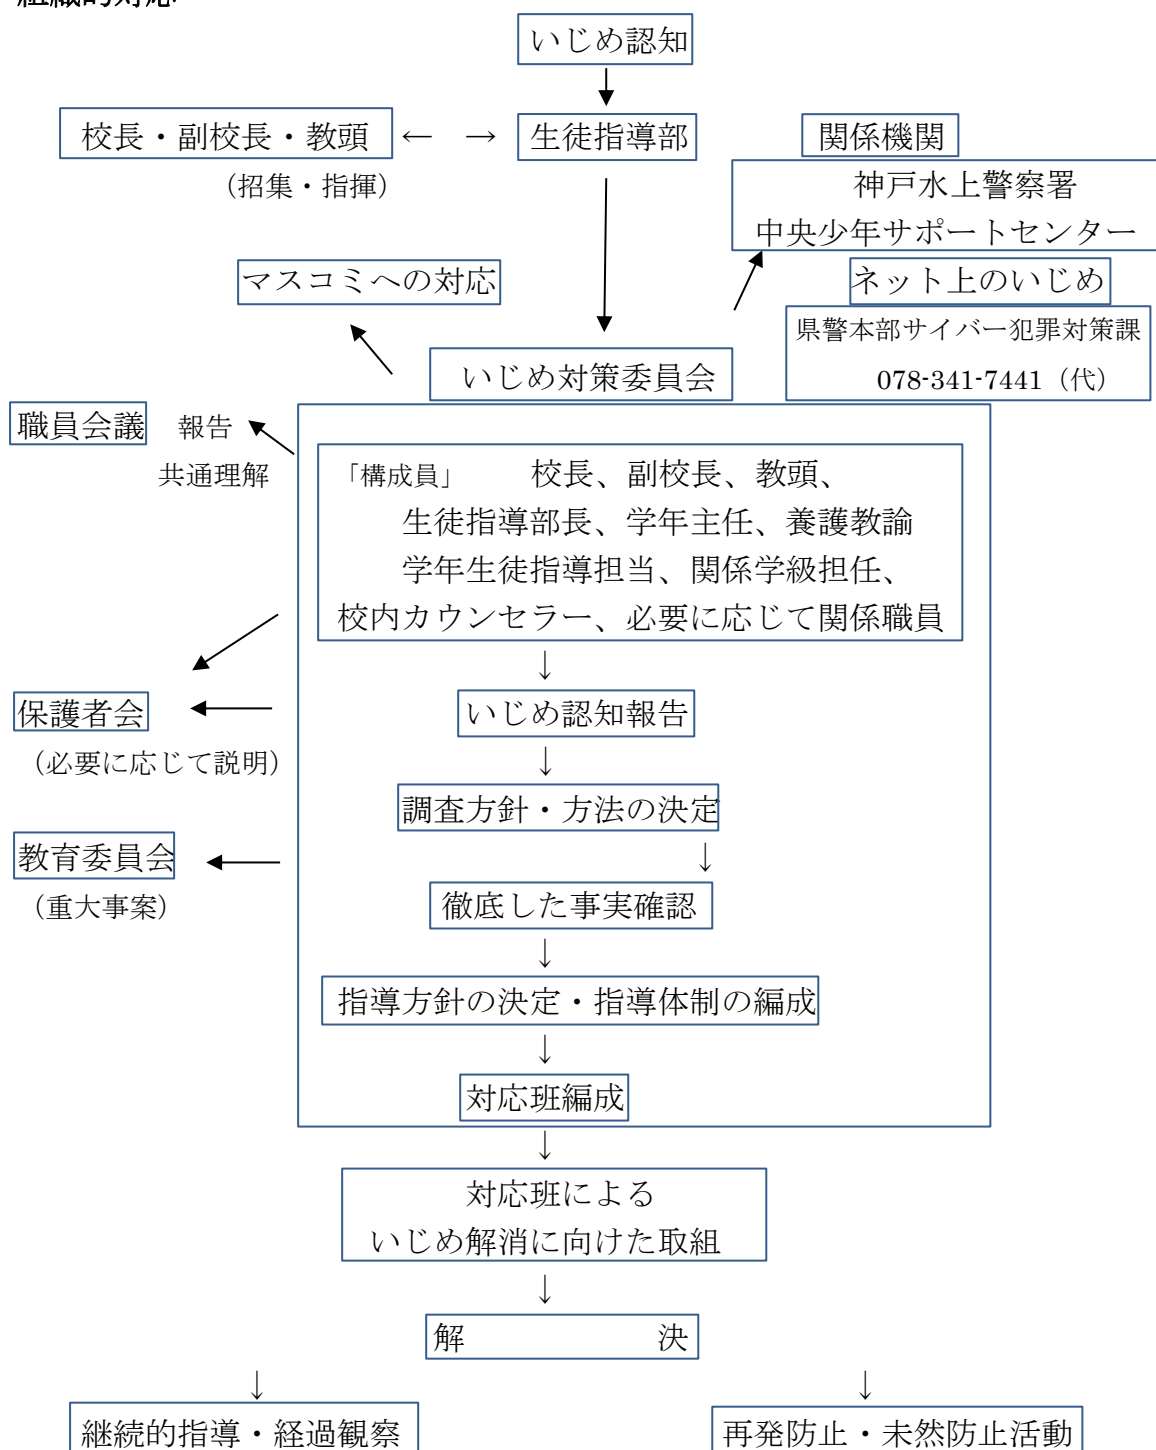 組織的対応
いじめ認知
校長・副校長・教頭 ← → 生徒指導部
関係機関
（招集・指揮）
神戸水上警察署
中央少年サポートセンター
マスコミへの対応
ネット上のいじめ
県警本部サイバー犯罪対策課
078-341-7441（代）
いじめ対策委員会
職員会議 報告
共通理解
「構成員」 校長、副校長、教頭、
生徒指導部長、学年主任、養護教諭
学年生徒指導担当、関係学級担任、
校内カウンセラー、必要に応じて関係職員
↓
保護者会
いじめ認知報告
（必要に応じて説明）
↓
調査方針・方法の決定
教育委員会
↓
（重大事案）
徹底した事実確認
↓
指導方針の決定・指導体制の編成
↓
対応班編成
↓
対応班による
いじめ解消に向けた取組
↓
解 決
↓ ↓
継続的指導・経過観察
再発防止・未然防止活動